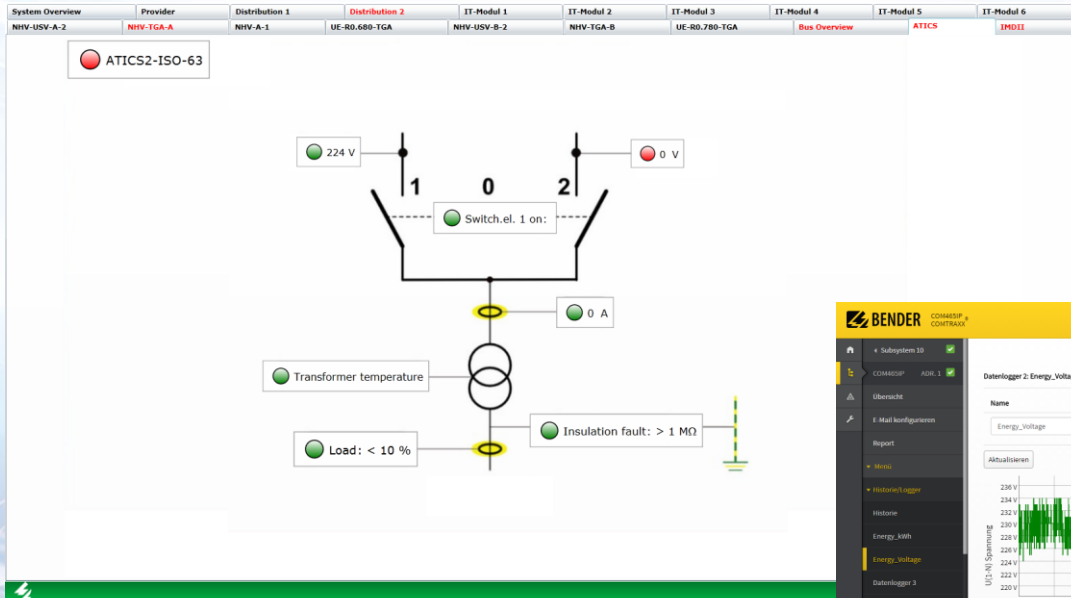 System Overview Provider Distribution 1 Distribution 2 IT-Modul 1 IT-Modul 2 IT-Modul 3 IT-Modul 4 IT-Modul 5 IT-Modul 6
NHV-USV-A-2 NHV-TGA-A NHV-A-1 UE-R0.680-TGA NHV-USV-B-2 NHV-TGA-B UE-R0.780-TGA Bus Overview ATICS IMDII
ATICS2-ISO-63
224 V
0 V
1 0 2
Switch.el. 1 on:
0 A
Transformer temperature
Insulation fault: > 1 MΩ
Load: < 10 %
BENDER
COM465IP
COMTRAXX
Subsystem 10
COM465IP ADR. 1
Übersicht
E-Mail konfigurieren
Report
Menü
Historie/Logger
Historie
Energy_kWh
Energy_Voltage
Datenlogger 3
Datenlogger 2: Energy_Volta
Name
Energy_Voltage
Aktualisieren
U(1-N) Spannung
236 V
234 V
232 V
230 V
228 V
226 V
224 V
222 V
220 V